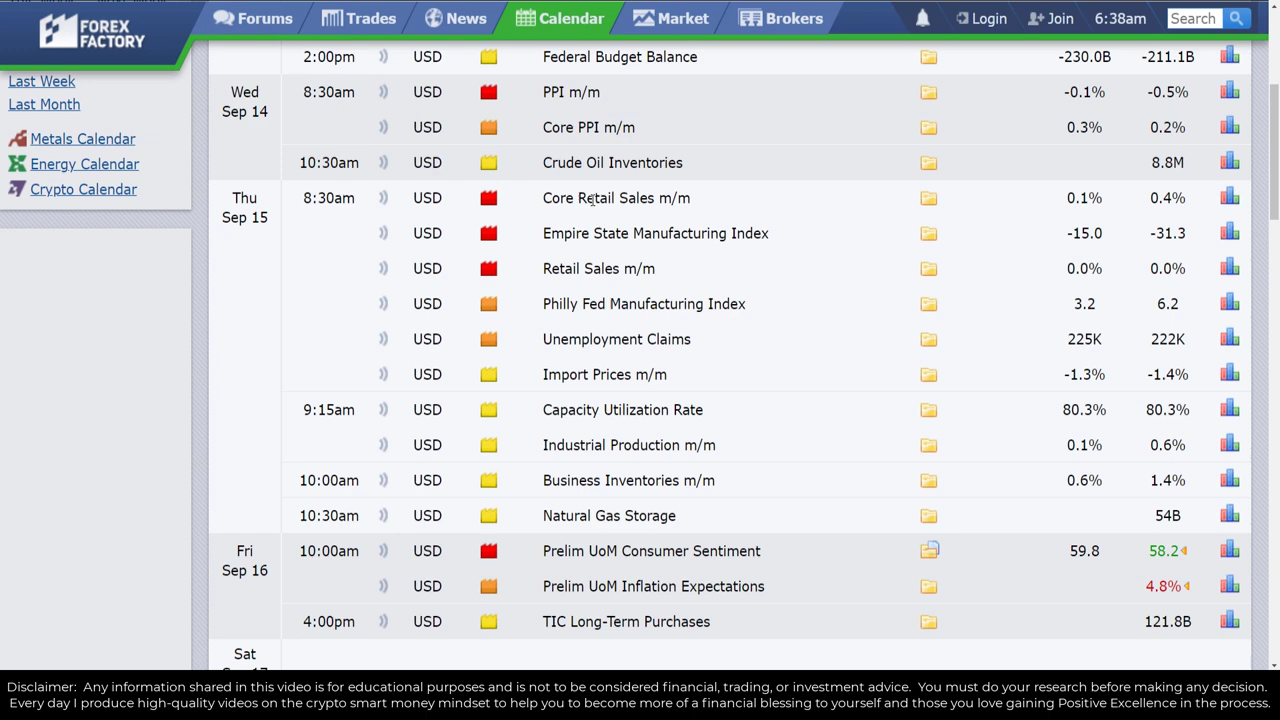 FOREX
FACTORY
Forums
Trades
News
Calendar
Market
Brokers
Login
Join
6:38am
Search
Last Week
Last Month
Metals Calendar
Energy Calendar
Crypto Calendar
2:00pm USD Federal Budget Balance -230.0B -211.1B
Wed
Sep 14
8:30am USD PPI m/m -0.1% -0.5%
USD Core PPI m/m 0.3% 0.2%
10:30am USD Crude Oil Inventories 8.8M
Thu
Sep 15
8:30am USD Core Retail Sales m/m 0.1% 0.4%
USD Empire State Manufacturing Index -15.0 -31.3
USD Retail Sales m/m 0.0% 0.0%
USD Philly Fed Manufacturing Index 3.2 6.2
USD Unemployment Claims 225K 222K
USD Import Prices m/m -1.3% -1.4%
9:15am USD Capacity Utilization Rate 80.3% 80.3%
USD Industrial Production m/m 0.1% 0.6%
10:00am USD Business Inventories m/m 0.6% 1.4%
10:30am USD Natural Gas Storage 54B
Fri
Sep 16
10:00am USD Prelim UoM Consumer Sentiment 59.8 58.2
USD Prelim UoM Inflation Expectations 4.8%
4:00pm USD TIC Long-Term Purchases 121.8B
Sat
Disclaimer: Any information shared in this video is for educational purposes and is not to be considered financial, trading, or investment advice. You must do your research before making any decision.
Every day I produce high-quality videos on the crypto smart money mindset to help you to become more of a financial blessing to yourself and those you love gaining Positive Excellence in the process.